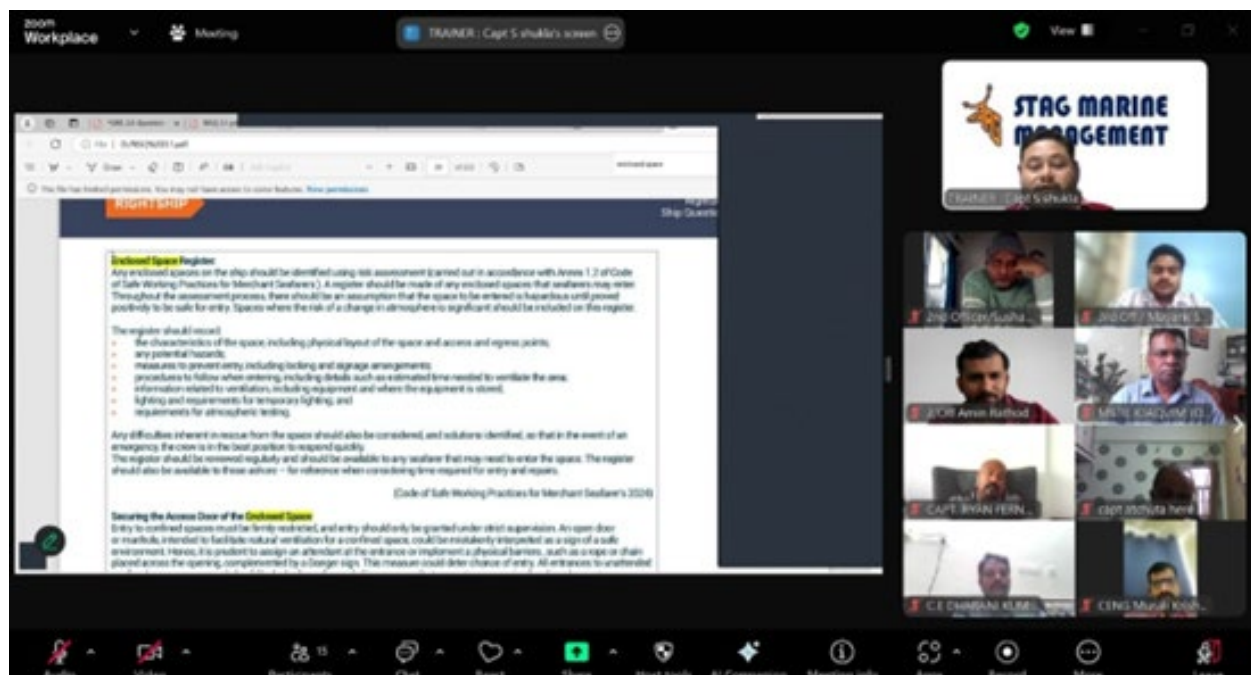 zoom
Workplace
Meeting
TRAINER : Capt S shukla's screen
View
STAG MARINE
MANAGEMENT
TRAINER : Capt S shukla
RIGHTSHIP
Enclosed Space Register
Any enclosed spaces on the ship should be identified using risk assessment (carried out in accordance with Annex 1.2 of Code
of Safe Working Practices for Merchant Seafarers). A register should be made of any enclosed spaces that seafarers may enter
Throughout the assessment process, there should be an assumption that the space to be entered is hazardous until proved
positively to be safe for entry. Spaces where the risk of a change in atmosphere is significant should be included on this register.
The register should record
the characteristics of the space, including physical layout of the space and access and egress points;
any potential hazards;
measures to prevent entry, including locking and signage arrangements;
procedures to follow when entering, including details such as estimated time needed to ventilate the area;
information related to ventilation, including equipment and where the equipment is stored;
lighting and requirements for temporary lighting; and
requirements for atmospheric testing.
Any difficulties inherent in rescue from the space should also be considered, and solutions identified, so that in the event of an
emergency, the crew is in the best position to respond quickly.
The register should be reviewed regularly and should be available to any seafarer that may need to enter the space. The register
should also be available to those ashore – for reference when considering time required for entry and repairs.
(Code of Safe Working Practices for Merchant Seafarer's 2024)
Securing the Access Door of the Enclosed Space
Entry to confined spaces must be firmly restricted, and entry should only be granted under strict supervision. An open door
or manhole, intended to facilitate natural ventilation for a confined space, could be mistakenly interpreted as a sign of a safe
environment. Hence, it is prudent to assign an attendant at the entrance or implement a physical barriers, such as a rope or chain
placed across the opening, complemented by a Danger sign. This measure could deter chance of entry. All entrances to unattended
2nd Officer/Susha...
J/Off Amin Rathod
CAPT. RYAN FERN...
capt atchuta here
C.E DHARANI KUM...
CENG Murali Krish...
15